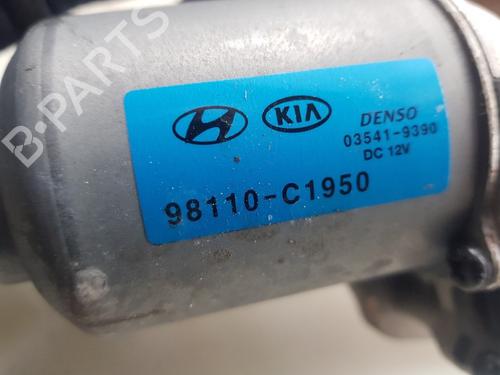 KIA
DENSO
03541-9390
DC 12V
98110-C1950
B-PARTS